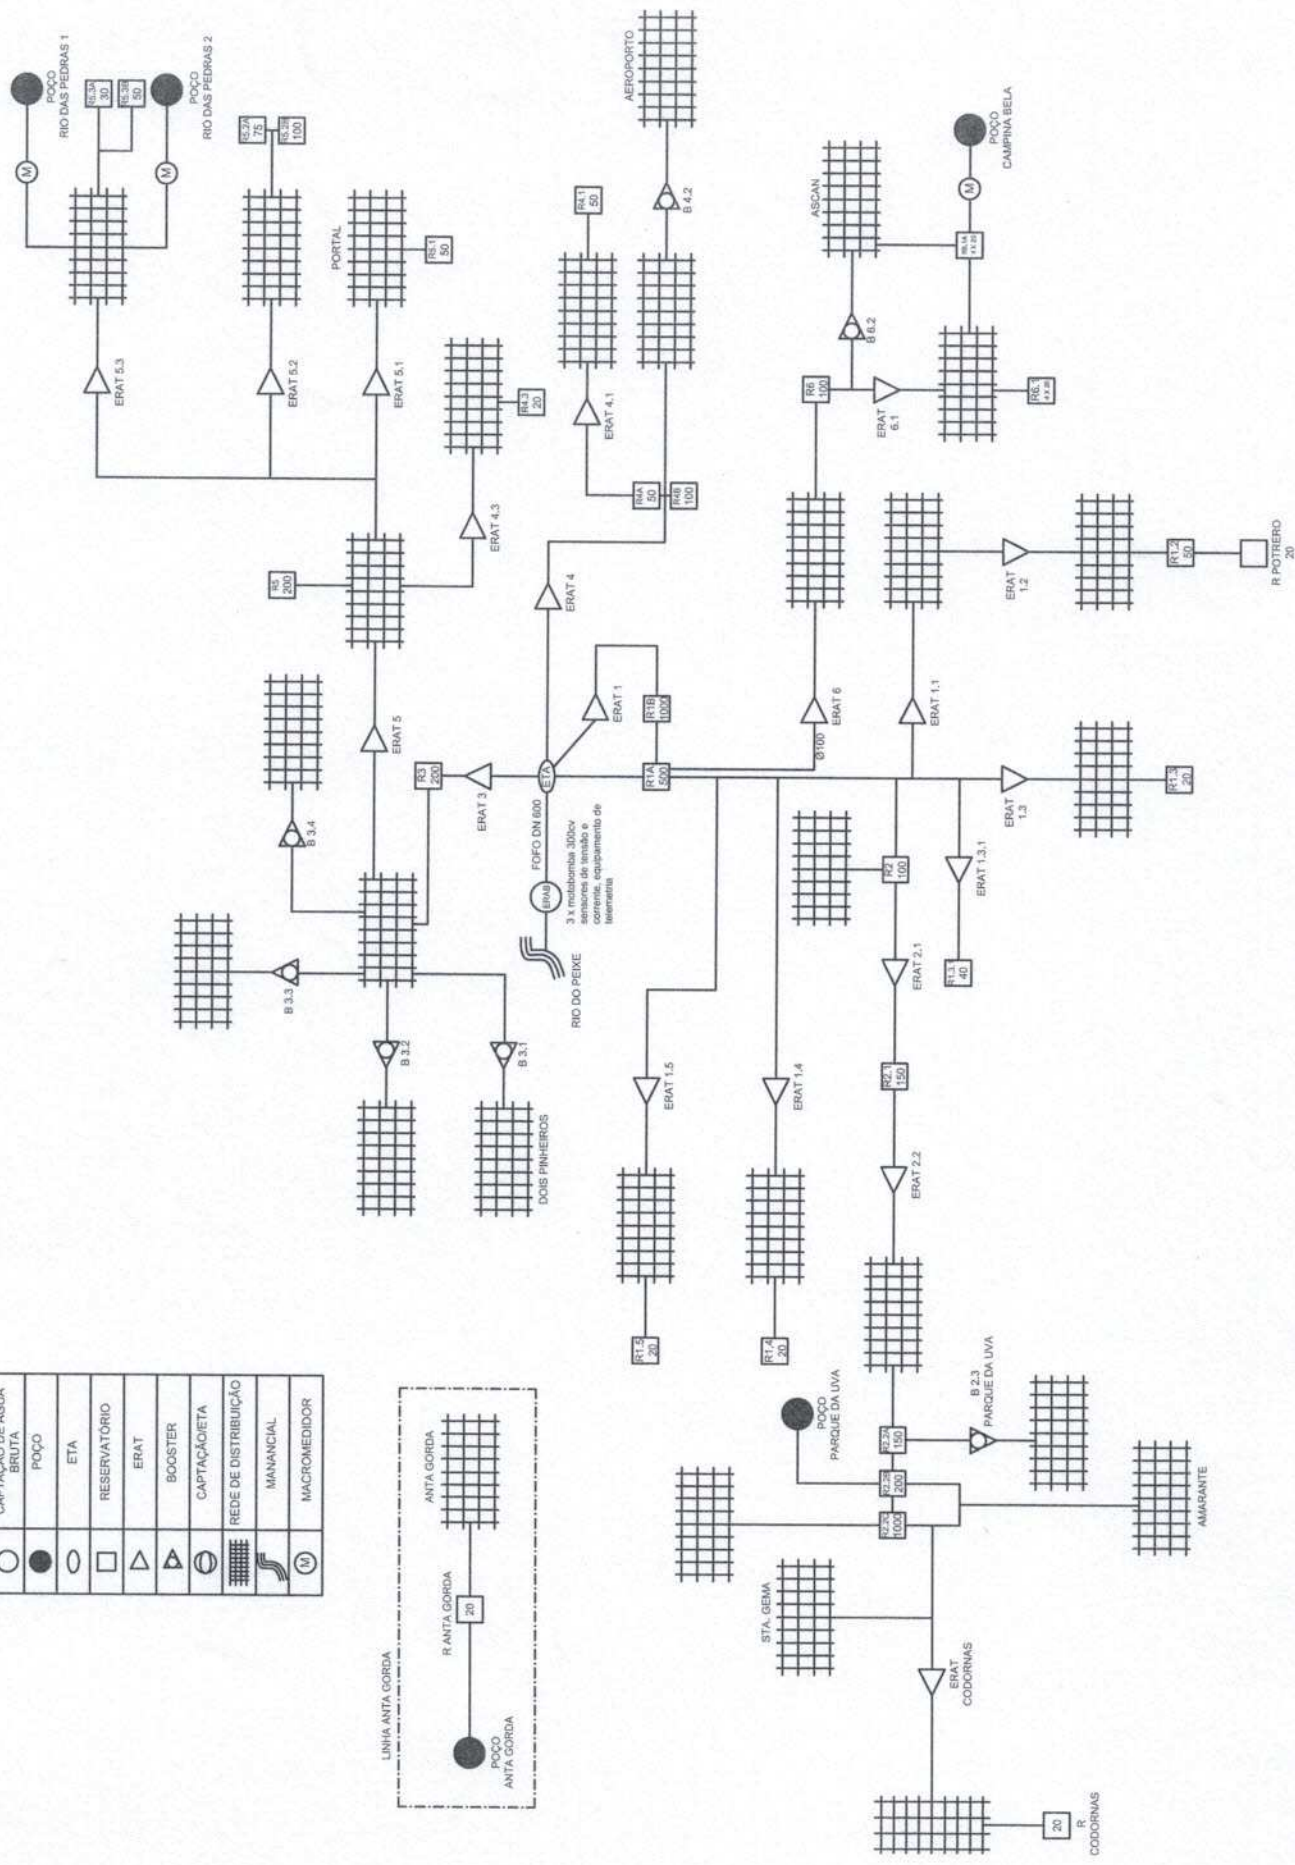 CAPTAÇÃO DE ÁGUA
BRUTA
POÇO
ETA
RESERVATÓRIO
ERAT
BOOSTER
CAPTAÇÃO/ETA
REDE DE DISTRIBUIÇÃO
MANANCIAL
M
MACROMEDIDOR
LINHA ANTA GORDA
POÇO
ANTA GORDA
R ANTA GORDA
20
ANTA GORDA
B 3.3
B 3.4
B 3.2
B 3.1
DOIS PINHEIROS
ERAT 5
R5
200
ERAT 5.3
ERAT 5.2
ERAT 5.1
M
POÇO
RIO DAS PEDRAS 1
R5.3A
30
R5.3B
50
M
POÇO
RIO DAS PEDRAS 2
R5.2A
75
R5.2B
100
PORTAL
R5.1
50
ERAT 4.3
R4.3
20
R3
200
ERAT 3
RIO DO PEIXE
ERAB
FOFO DN 600
3 x motobomba 300cv
sensores de tensão e
corrente, equipamento de
telemetria
ETA
ERAT 4
ERAT 1
R1B
1000
R1A
500
R4A
50
R4B
100
ERAT 4.1
R4.1
50
B 4.2
AEROPORTO
Ø100
ERAT 6
R6
100
B 6.2
ASCAN
ERAT
6.1
R6.1A
4 X 20
M
POÇO
CAMPINA BELA
R6.1
4 X 20
ERAT 1.1
ERAT
1.2
R1.2
50
R POTRERO
20
ERAT
1.3
R1.3
20
ERAT 1.3.1
R1.3.1
40
ERAT 1.5
R1.5
20
ERAT 1.4
R1.4
20
R2
100
ERAT 2.1
R2.1
150
ERAT 2.2
POÇO
PARQUE DA UVA
R2.2A
150
R2.2B
200
R2.2C
1000
B 2.3
PARQUE DA UVA
AMARANTE
STA. GEMA
ERAT
CODORNAS
20
R
CODORNAS